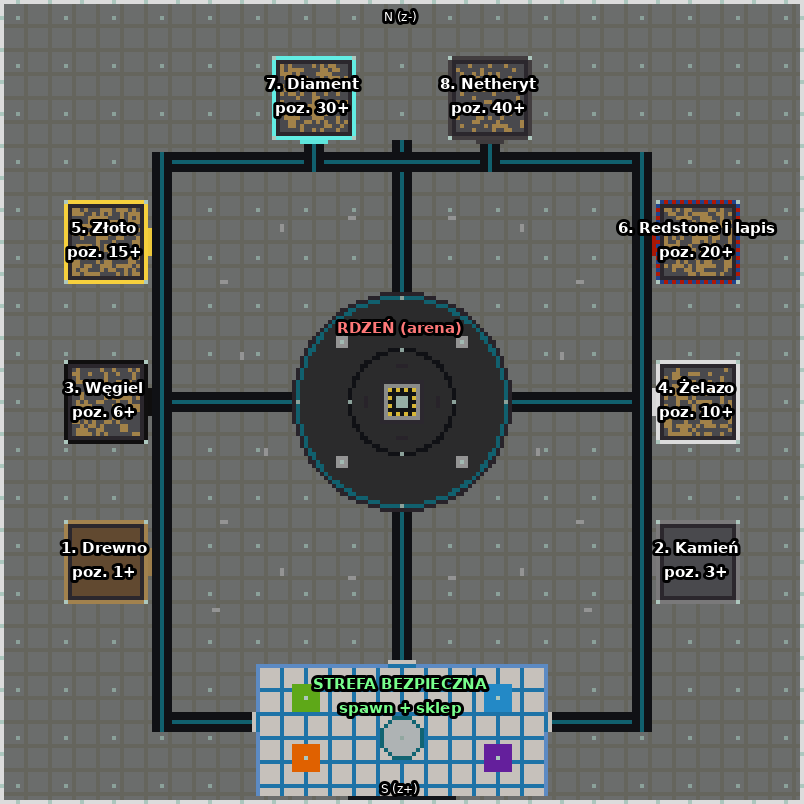 N (z-)
7. Diament
poz. 30+
8. Netheryt
poz. 40+
5. Złoto
poz. 15+
6. Redstone i lapis
poz. 20+
RDZEŃ (arena)
3. Węgiel
poz. 6+
4. Żelazo
poz. 10+
1. Drewno
poz. 1+
2. Kamień
poz. 3+
STREFA BEZPIECZNA
spawn + sklep
S (z+)